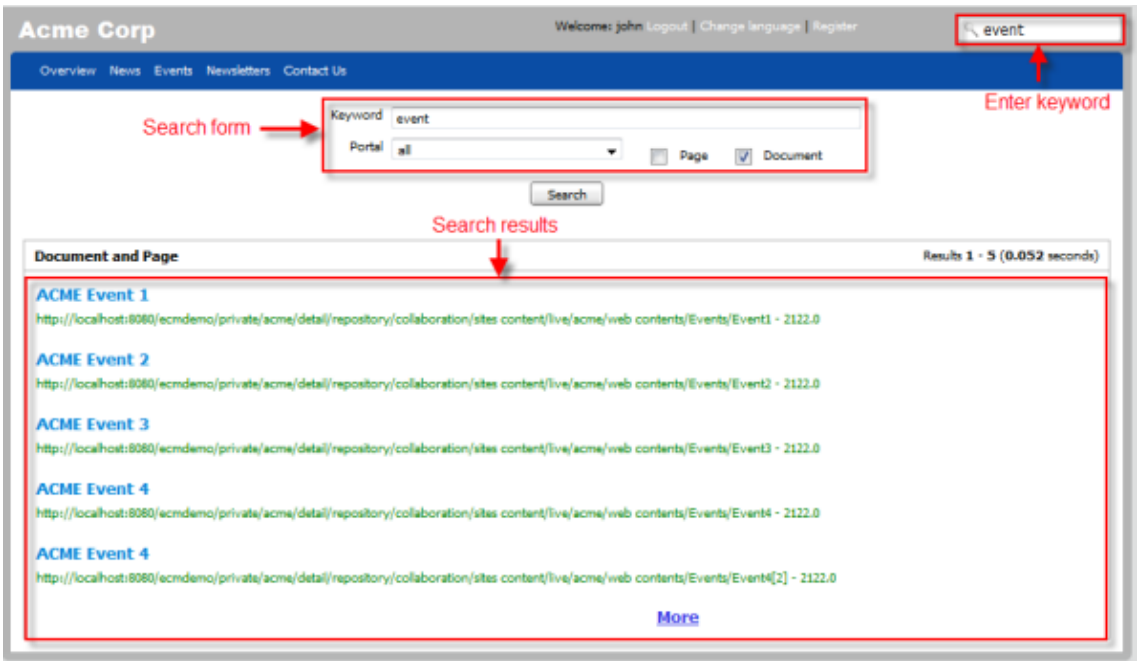 Acme Corp
Welcome: john Logout | Change language | Register
event
Overview News Events Newsletters Contact Us
Enter keyword
Search form
Keyword event
Portal all Page Document
Search
Search results
Document and Page Results 1 - 5 (0.052 seconds)
ACME Event 1
http://localhost:8080/ecmdemo/private/acme/detail/repository/collaboration/sites content/live/acme/web contents/Events/Event1 - 2122.0
ACME Event 2
http://localhost:8080/ecmdemo/private/acme/detail/repository/collaboration/sites content/live/acme/web contents/Events/Event2 - 2122.0
ACME Event 3
http://localhost:8080/ecmdemo/private/acme/detail/repository/collaboration/sites content/live/acme/web contents/Events/Event3 - 2122.0
ACME Event 4
http://localhost:8080/ecmdemo/private/acme/detail/repository/collaboration/sites content/live/acme/web contents/Events/Event4 - 2122.0
ACME Event 4
http://localhost:8080/ecmdemo/private/acme/detail/repository/collaboration/sites content/live/acme/web contents/Events/Event4[2] - 2122.0
More